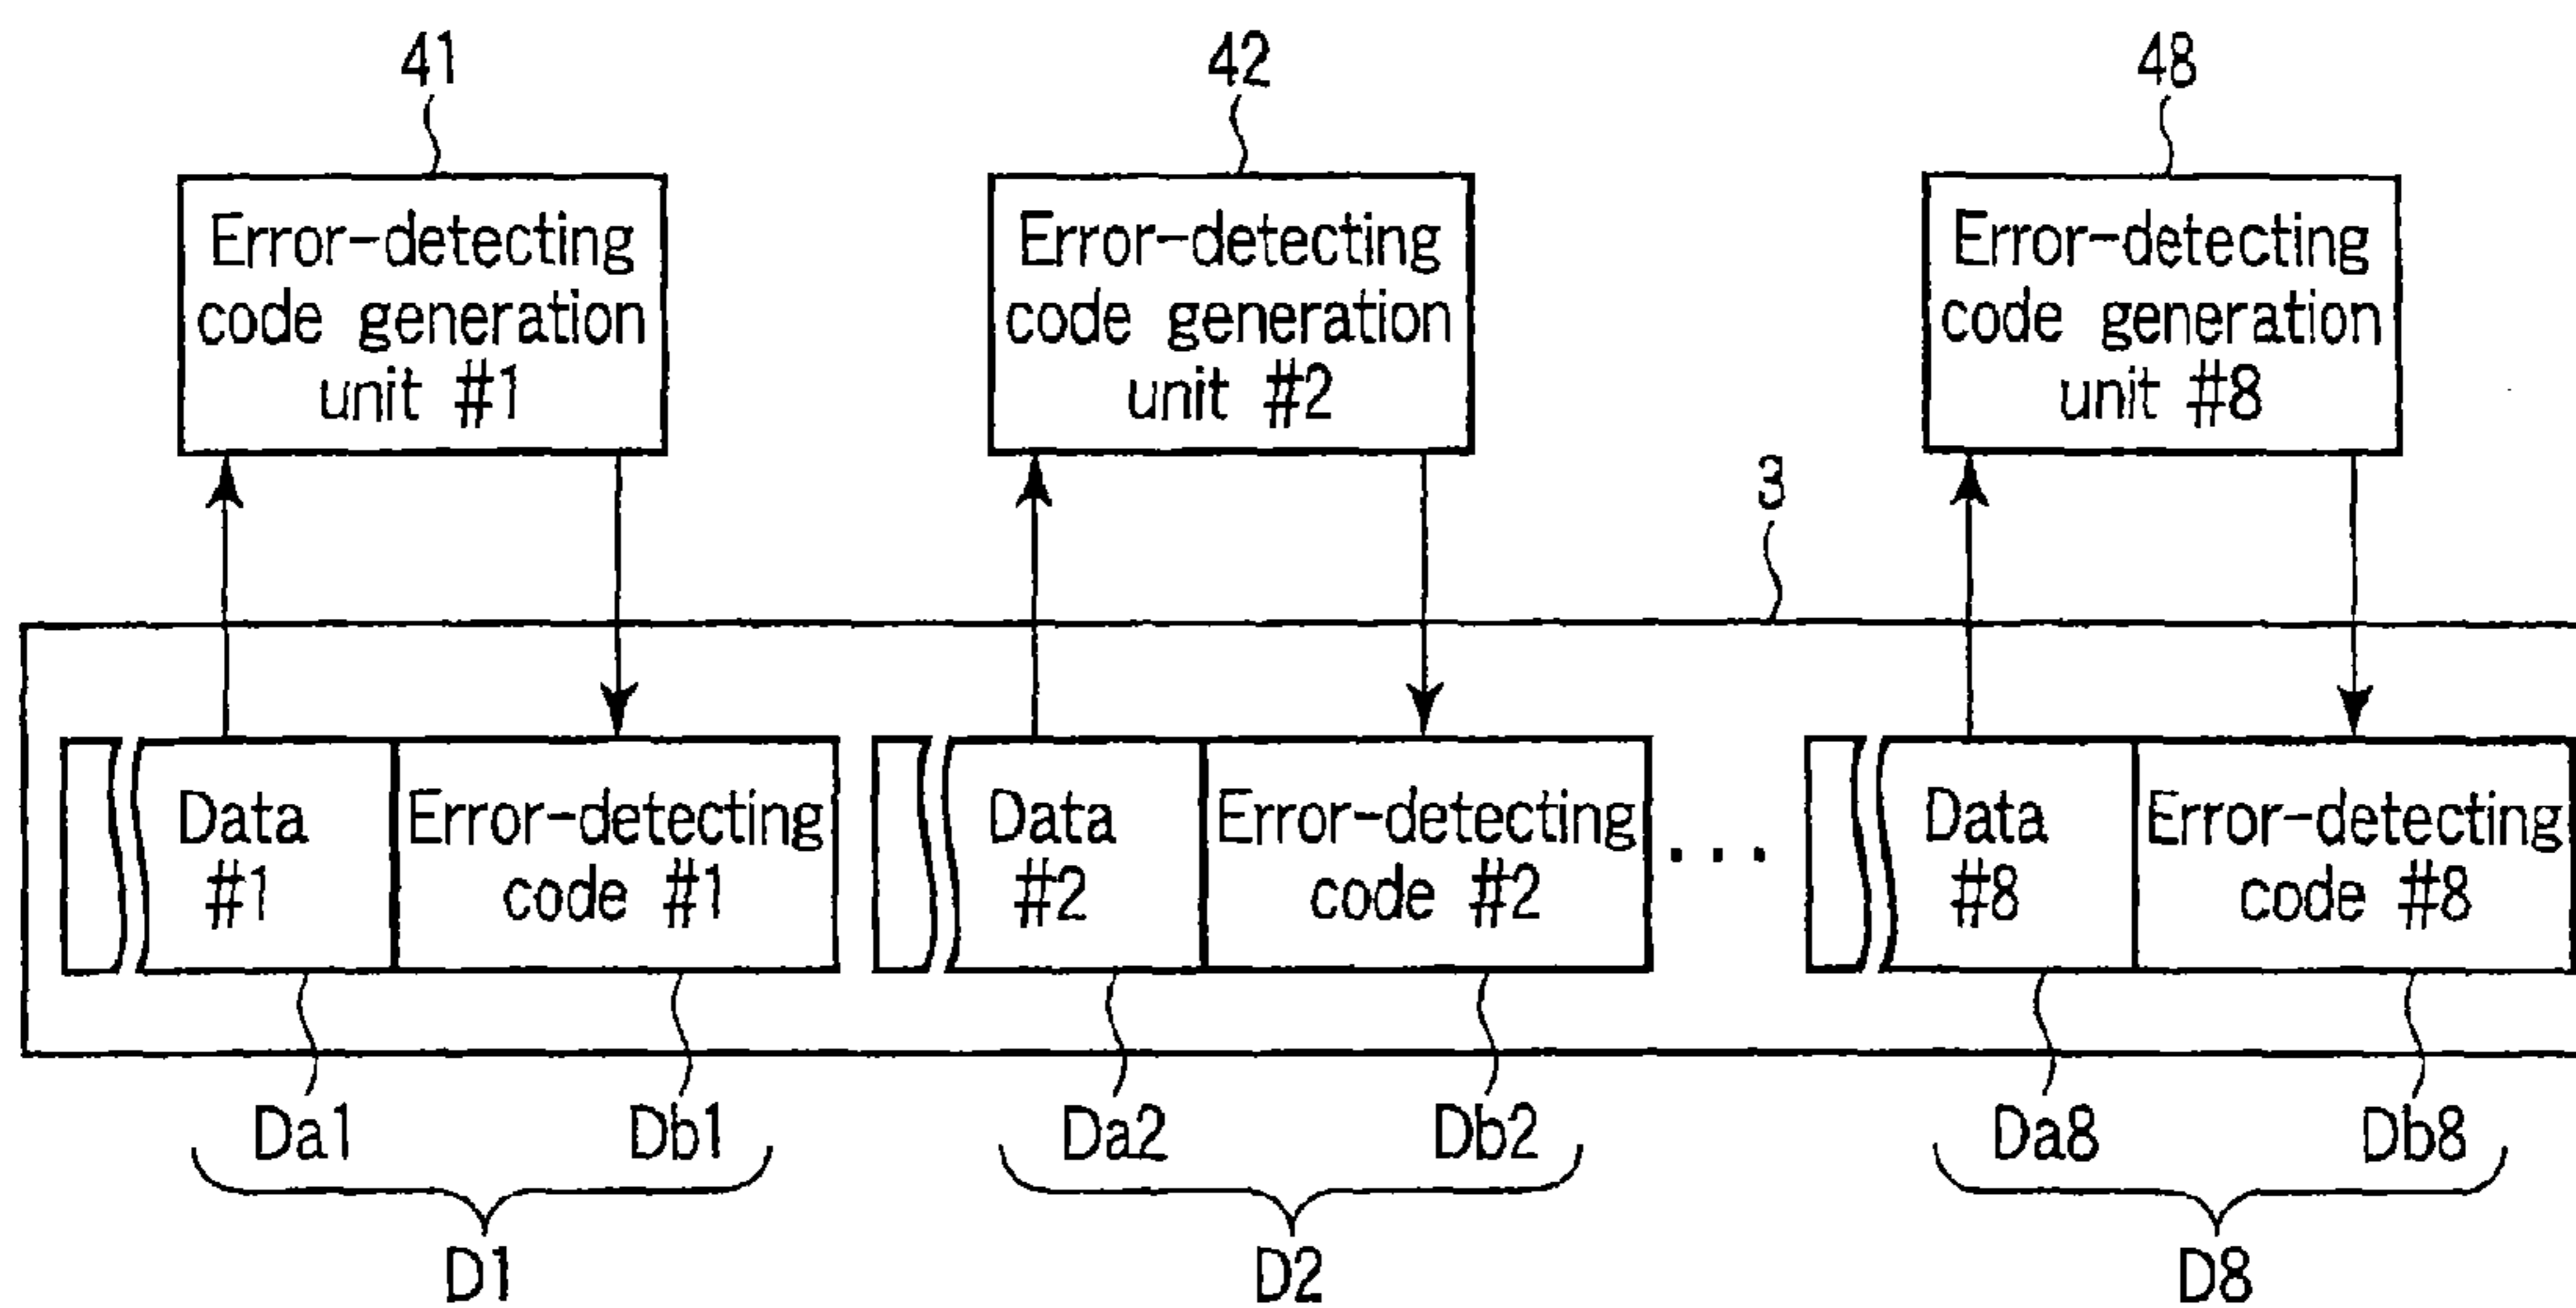 41
42
48
Error-detecting
code generation
unit #1
Error-detecting
code generation
unit #2
Error-detecting
code generation
unit #8
3
Data
#1
Error-detecting
code #1
Data
#2
Error-detecting
code #2
...
Data
#8
Error-detecting
code #8
Da1
Db1
Da2
Db2
Da8
Db8
D1
D2
D8